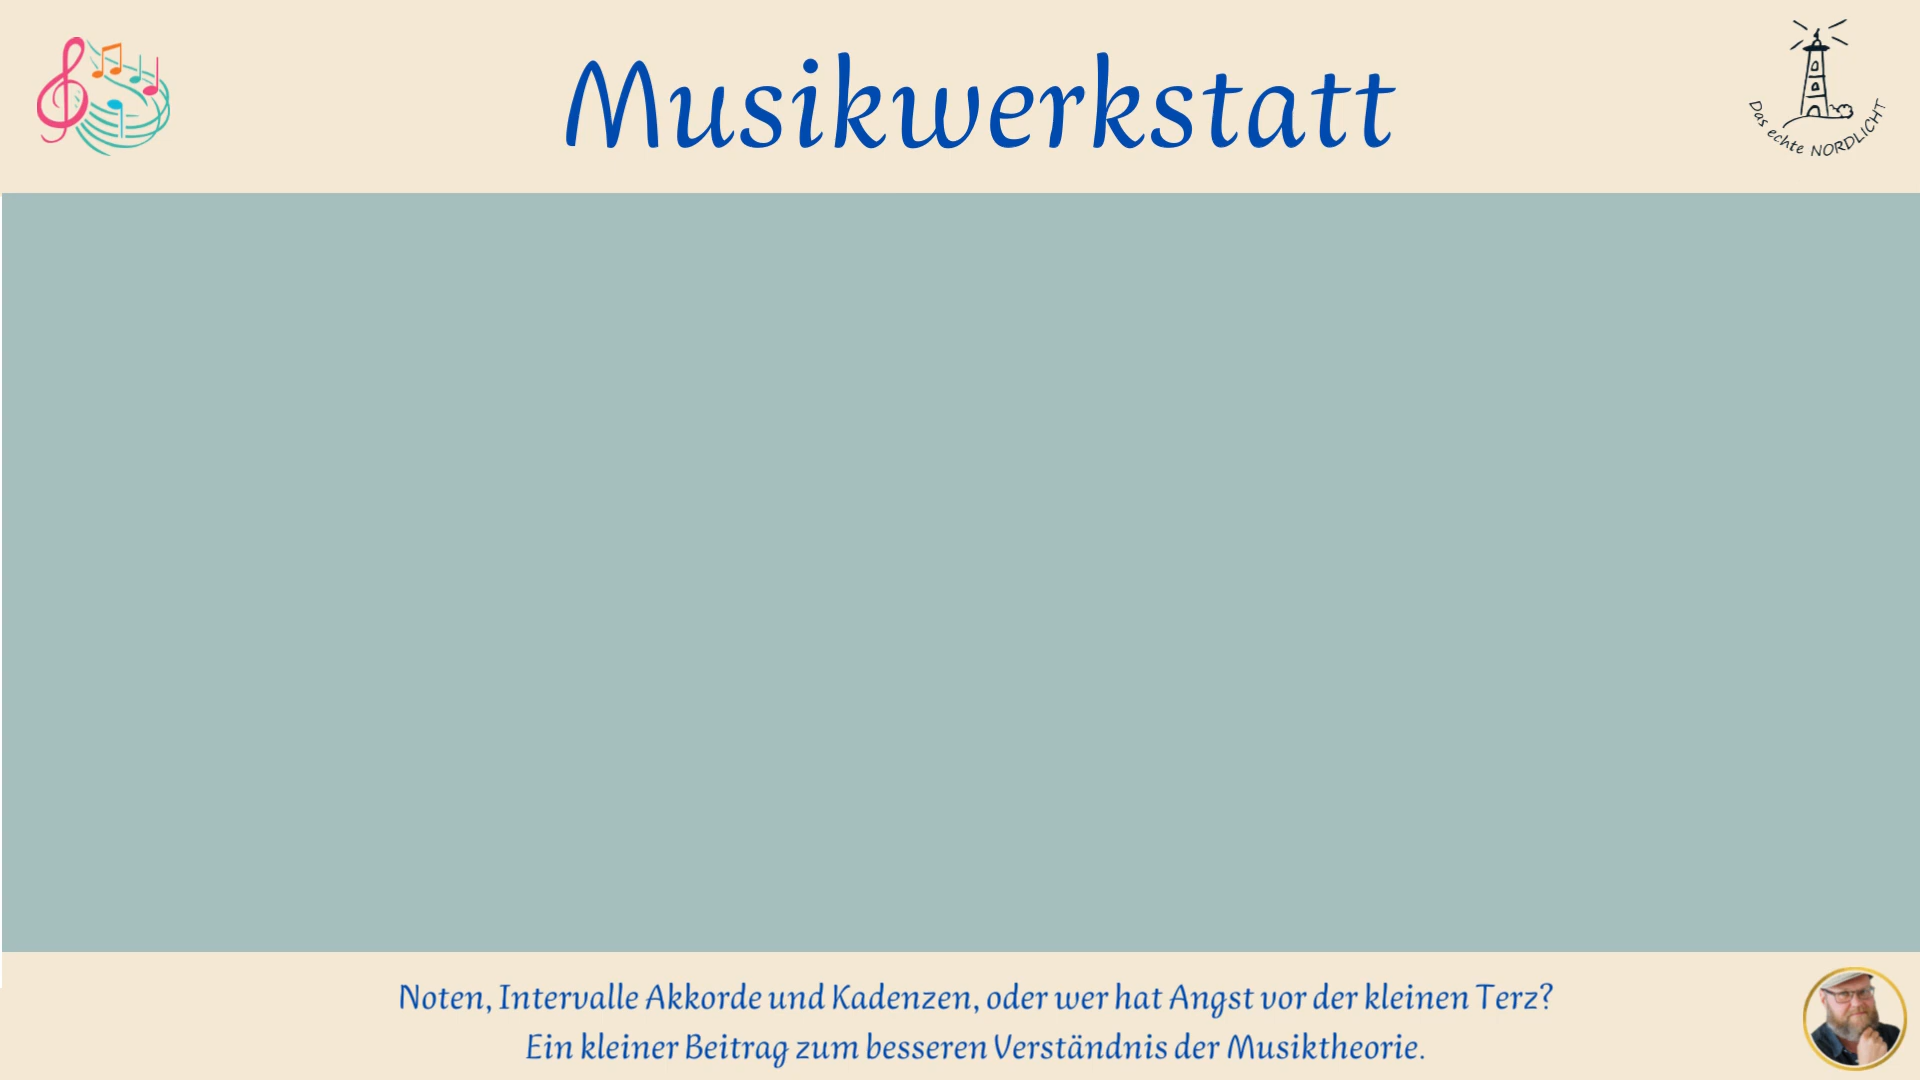 Musikwerkstatt
Das echte NORDLICHT
Noten, Intervalle Akkorde und Kadenzen, oder wer hat Angst vor der kleinen Terz?
Ein kleiner Beitrag zum besseren Verständnis der Musiktheorie.